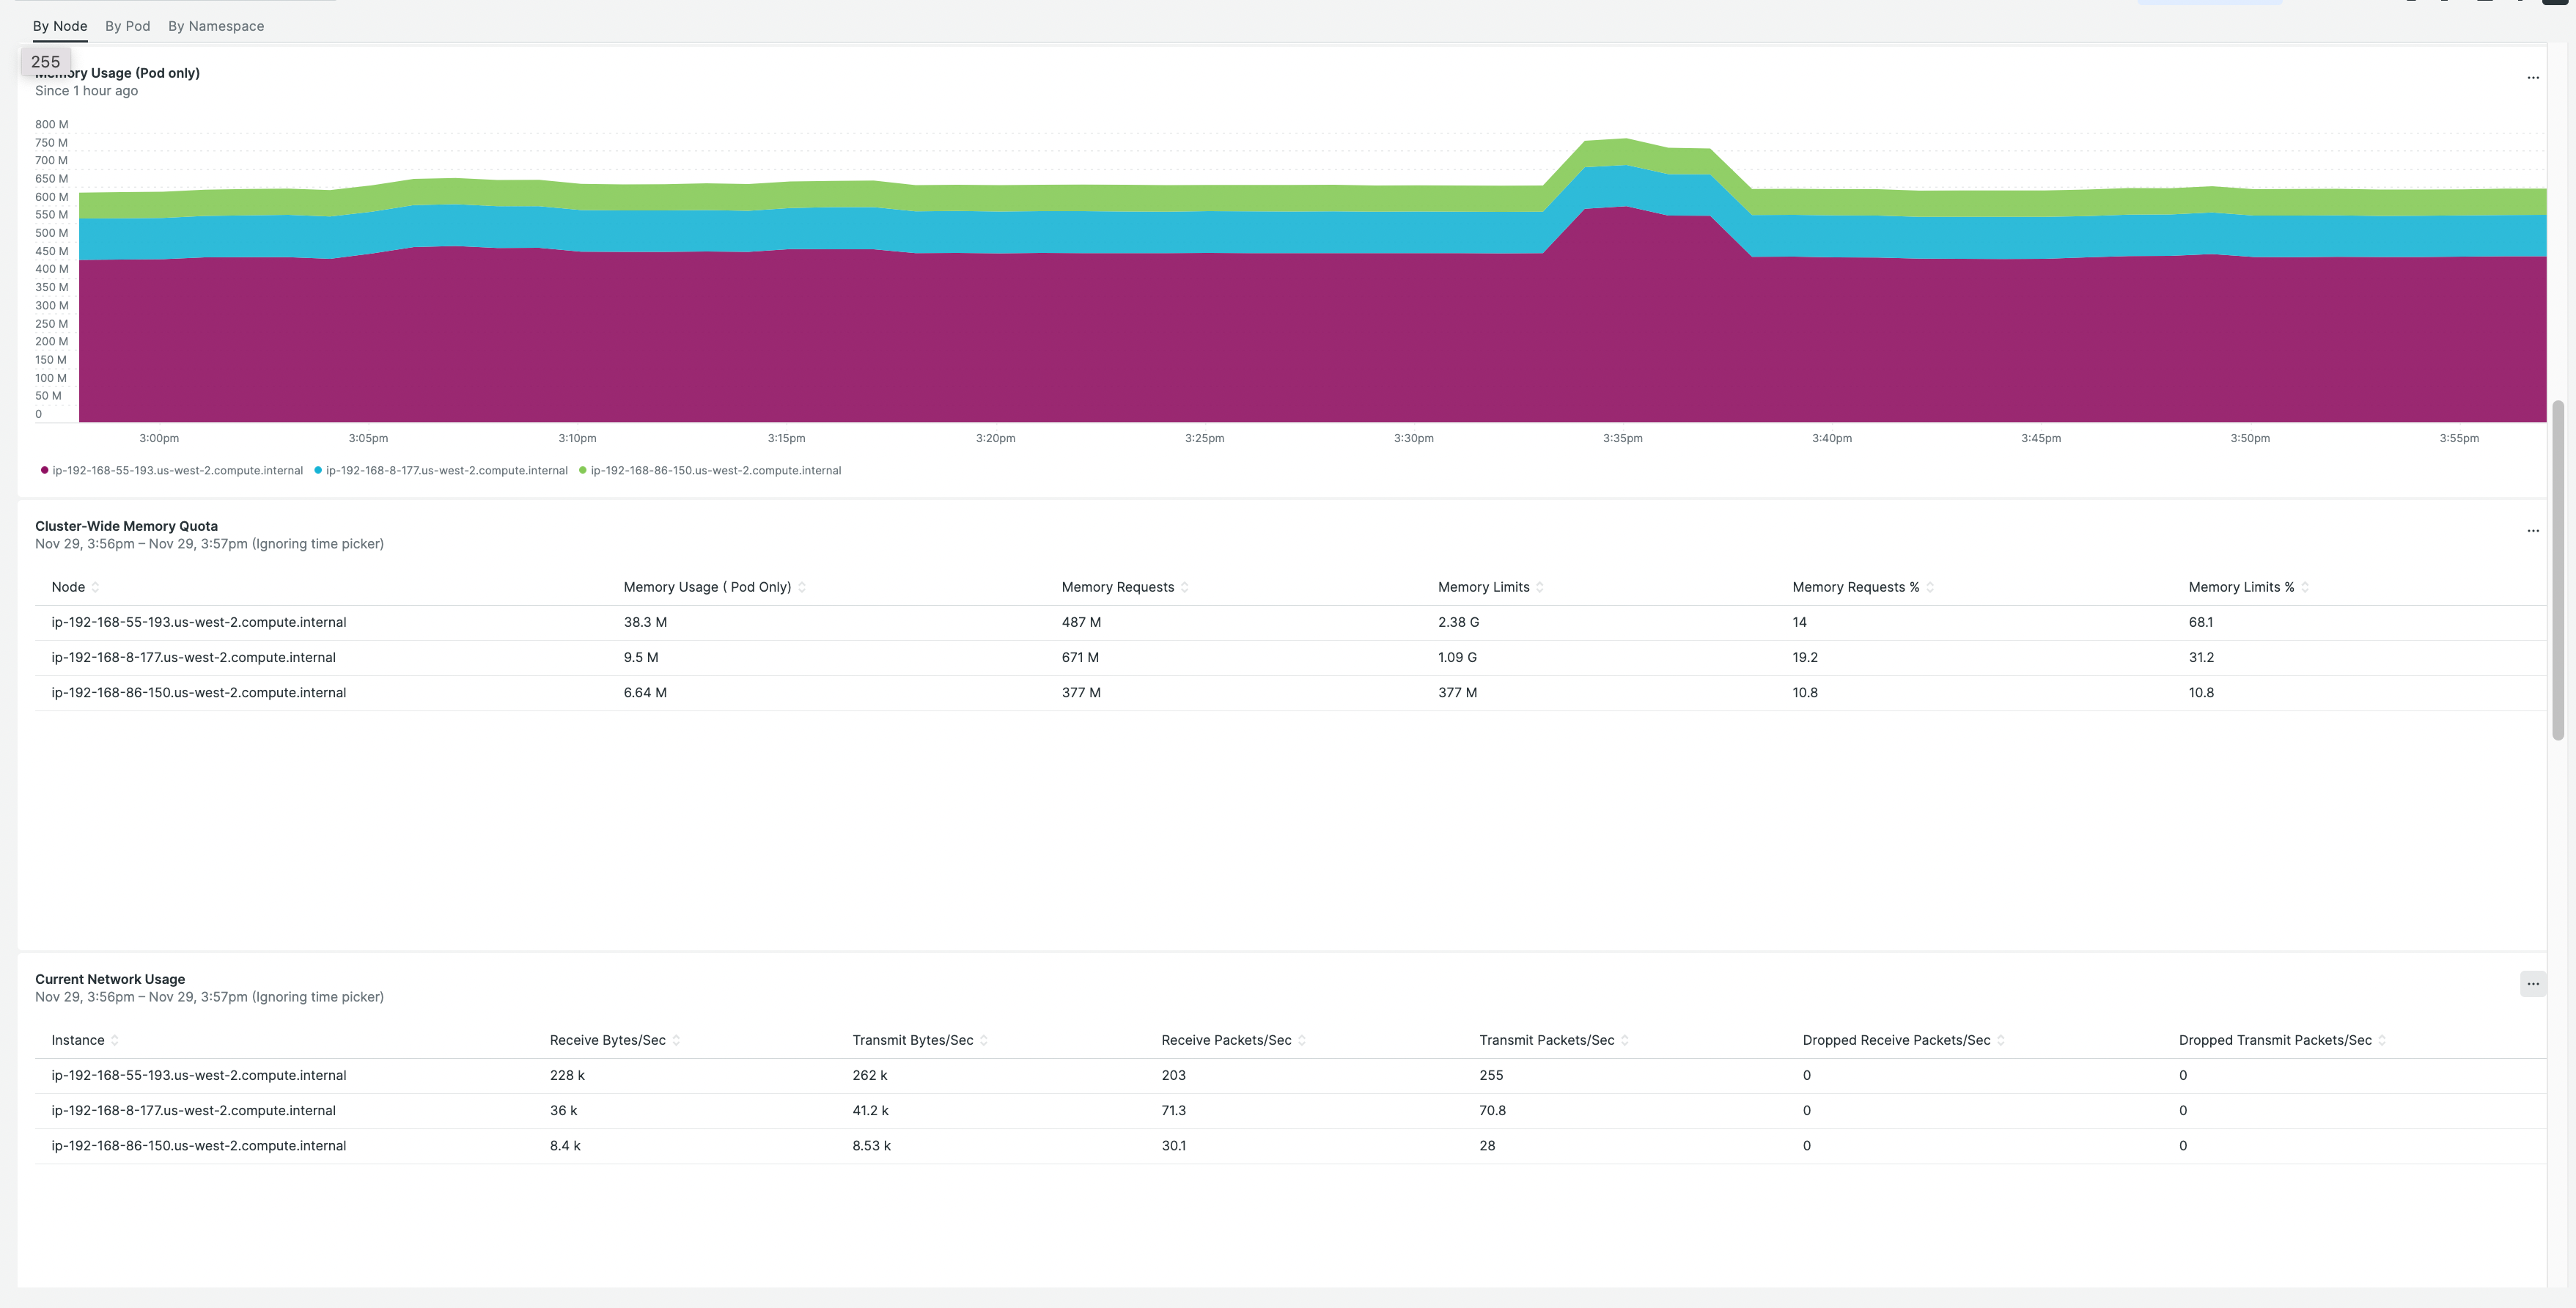 By Node By Pod By Namespace
255
Memory Usage (Pod only)
Since 1 hour ago
...
800 M
750 M
700 M
650 M
600 M
550 M
500 M
450 M
400 M
350 M
300 M
250 M
200 M
150 M
100 M
50 M
0
3:00pm 3:05pm 3:10pm 3:15pm 3:20pm 3:25pm 3:30pm 3:35pm 3:40pm 3:45pm 3:50pm 3:55pm
ip-192-168-55-193.us-west-2.compute.internal ip-192-168-8-177.us-west-2.compute.internal ip-192-168-86-150.us-west-2.compute.internal
Cluster-Wide Memory Quota
Nov 29, 3:56pm – Nov 29, 3:57pm (Ignoring time picker)
...
Node Memory Usage ( Pod Only) Memory Requests Memory Limits Memory Requests % Memory Limits %
ip-192-168-55-193.us-west-2.compute.internal 38.3 M 487 M 2.38 G 14 68.1
ip-192-168-8-177.us-west-2.compute.internal 9.5 M 671 M 1.09 G 19.2 31.2
ip-192-168-86-150.us-west-2.compute.internal 6.64 M 377 M 377 M 10.8 10.8
Current Network Usage
Nov 29, 3:56pm – Nov 29, 3:57pm (Ignoring time picker)
...
Instance Receive Bytes/Sec Transmit Bytes/Sec Receive Packets/Sec Transmit Packets/Sec Dropped Receive Packets/Sec Dropped Transmit Packets/Sec
ip-192-168-55-193.us-west-2.compute.internal 228 k 262 k 203 255 0 0
ip-192-168-8-177.us-west-2.compute.internal 36 k 41.2 k 71.3 70.8 0 0
ip-192-168-86-150.us-west-2.compute.internal 8.4 k 8.53 k 30.1 28 0 0